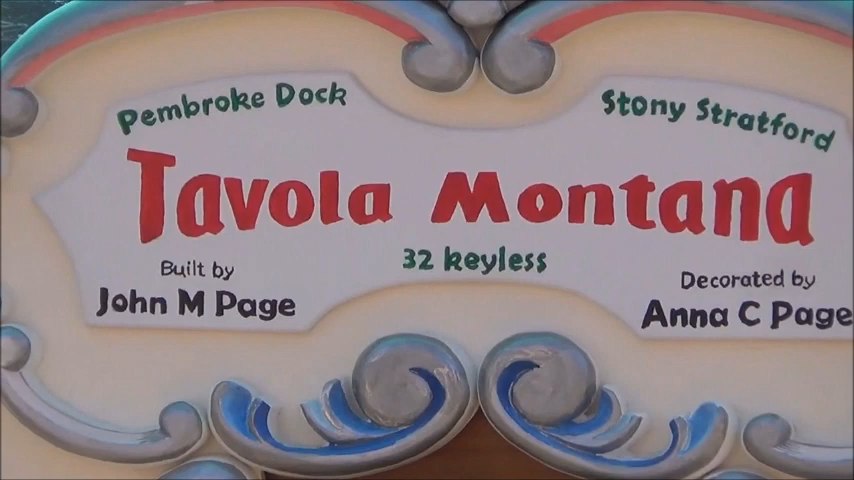 Pembroke Dock
Stony Stratford
Tavola Montana
32 keyless
Built by
John M Page
Decorated by
Anna C Page